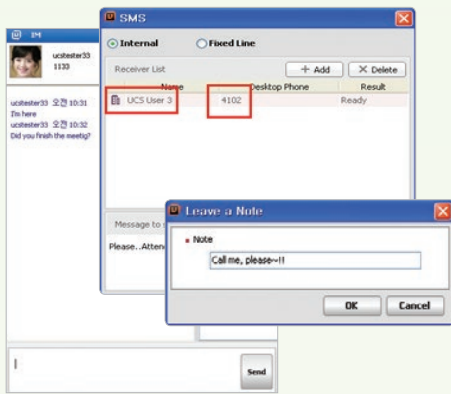 IM
ucstester33
1133
ucstester33 오전 10:31
I'm here
ucstester33 오전 10:32
Did you finish the meetig?
Send
SMS
Internal
Fixed Line
Receiver List
+ Add
× Delete
Name
Desktop Phone
Result
UCS User 3
4102
Ready
Message to
Please..Atten
Leave a Note
Note
Call me, please~!!
OK
Cancel